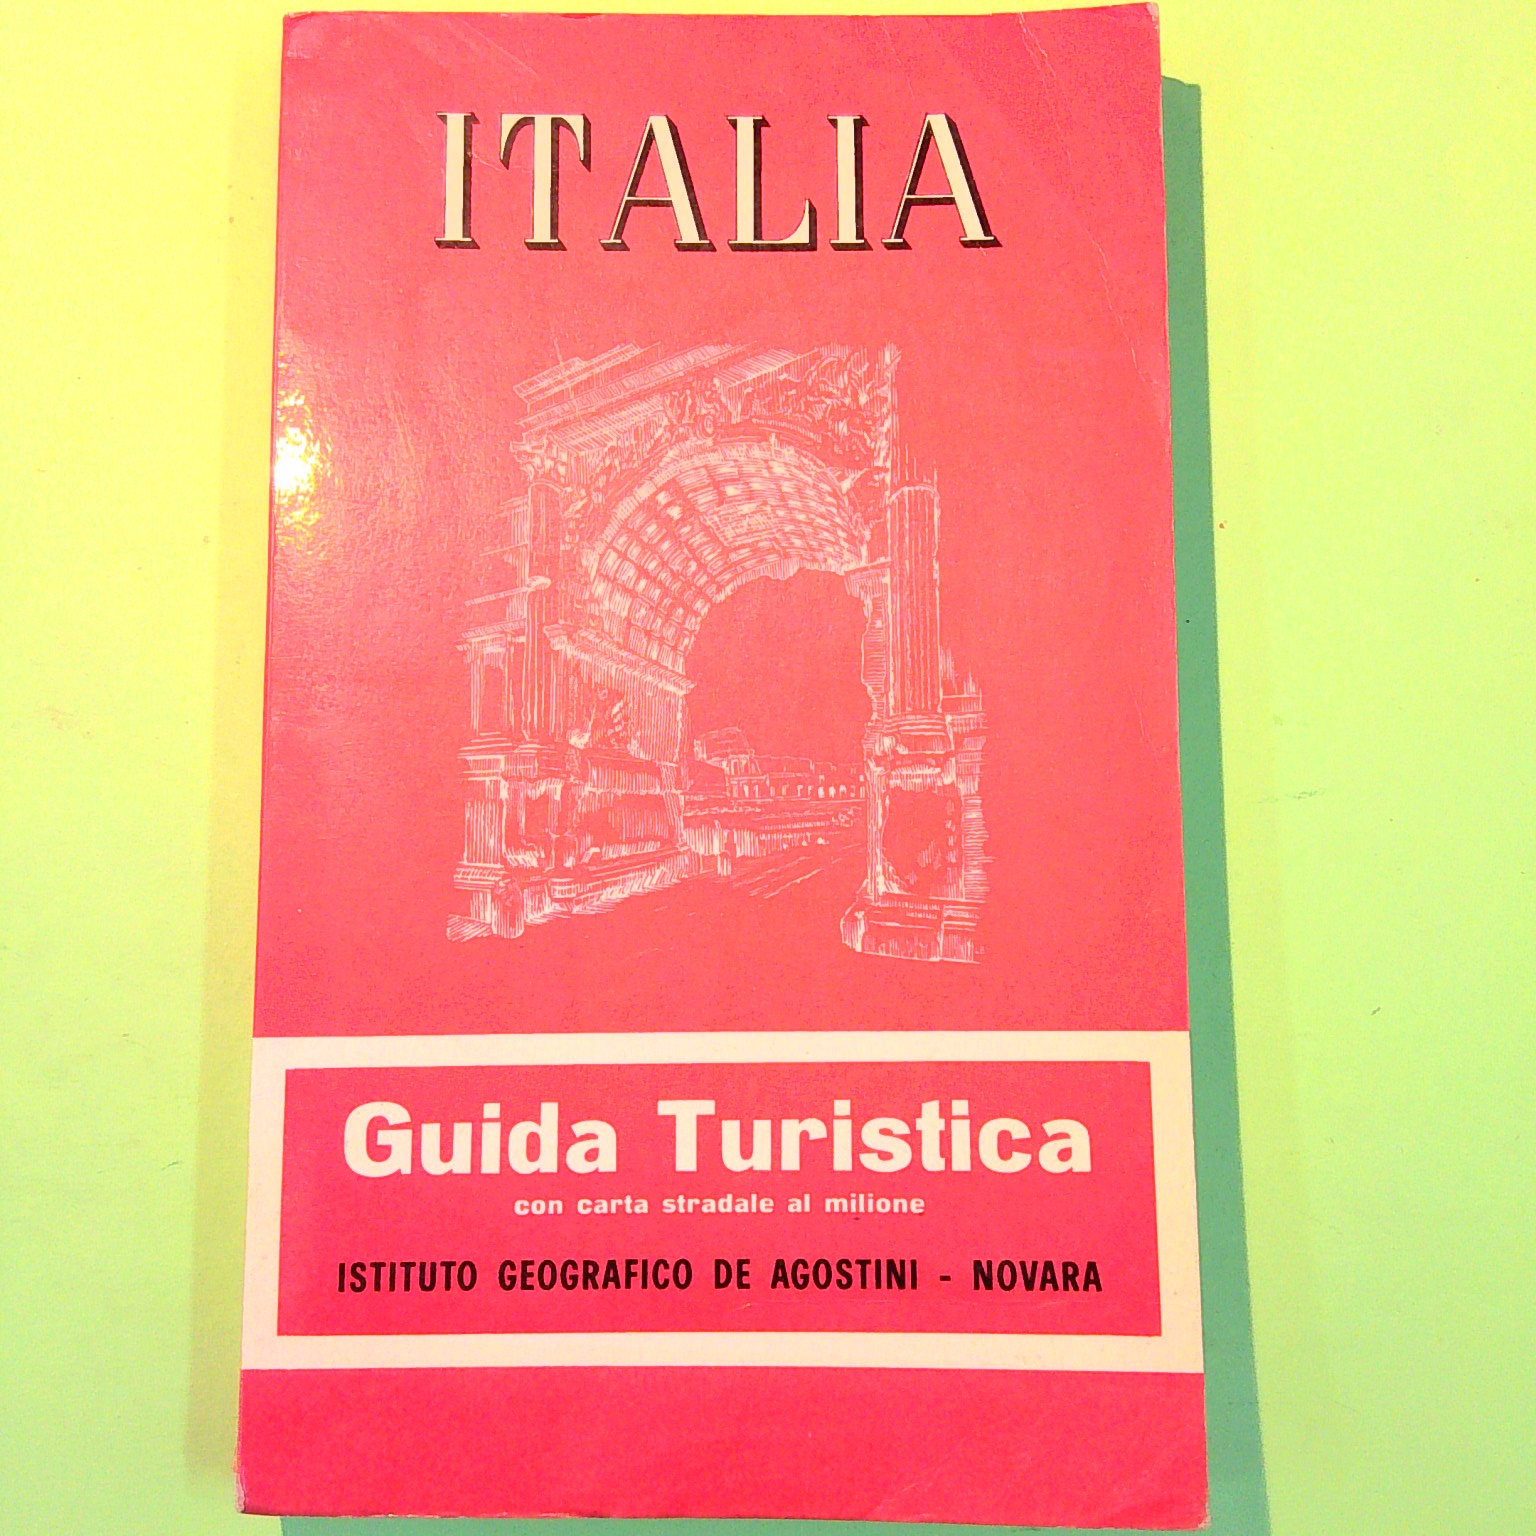 ITALIA
Guida Turistica
con carta stradale al milione
ISTITUTO GEOGRAFICO DE AGOSTINI - NOVARA